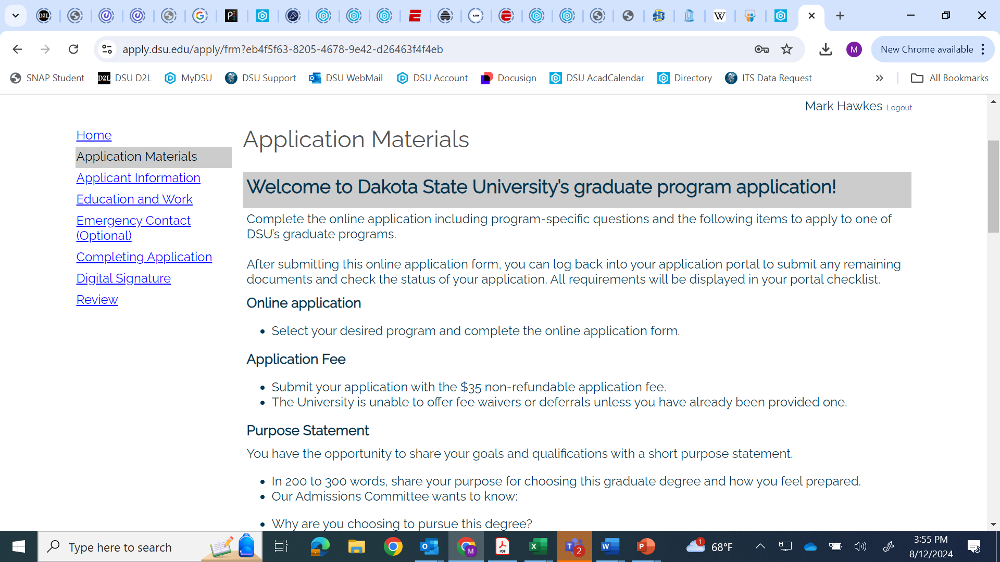 apply.dsu.edu/apply/frm?eb4f5f63-8205-4678-9e42-d26463f4f4eb
M
New Chrome available
SNAP Student
D2L DSU D2L
MyDSU
DSU Support
DSU WebMail
DSU Account
Docusign
DSU AcadCalendar
Directory
ITS Data Request
All Bookmarks
Mark Hawkes Logout
Home
Application Materials
Applicant Information
Education and Work
Emergency Contact
(Optional)
Completing Application
Digital Signature
Review
Application Materials
Welcome to Dakota State University's graduate program application!
Complete the online application including program-specific questions and the following items to apply to one of
DSU's graduate programs.
After submitting this online application form, you can log back into your application portal to submit any remaining
documents and check the status of your application. All requirements will be displayed in your portal checklist.
Online application
• Select your desired program and complete the online application form.
Application Fee
• Submit your application with the $35 non-refundable application fee.
• The University is unable to offer fee waivers or deferrals unless you have already been provided one.
Purpose Statement
You have the opportunity to share your goals and qualifications with a short purpose statement.
• In 200 to 300 words, share your purpose for choosing this graduate degree and how you feel prepared.
• Our Admissions Committee wants to know:
• Why are you choosing to pursue this degree?
Type here to search
68°F
3:55 PM
8/12/2024